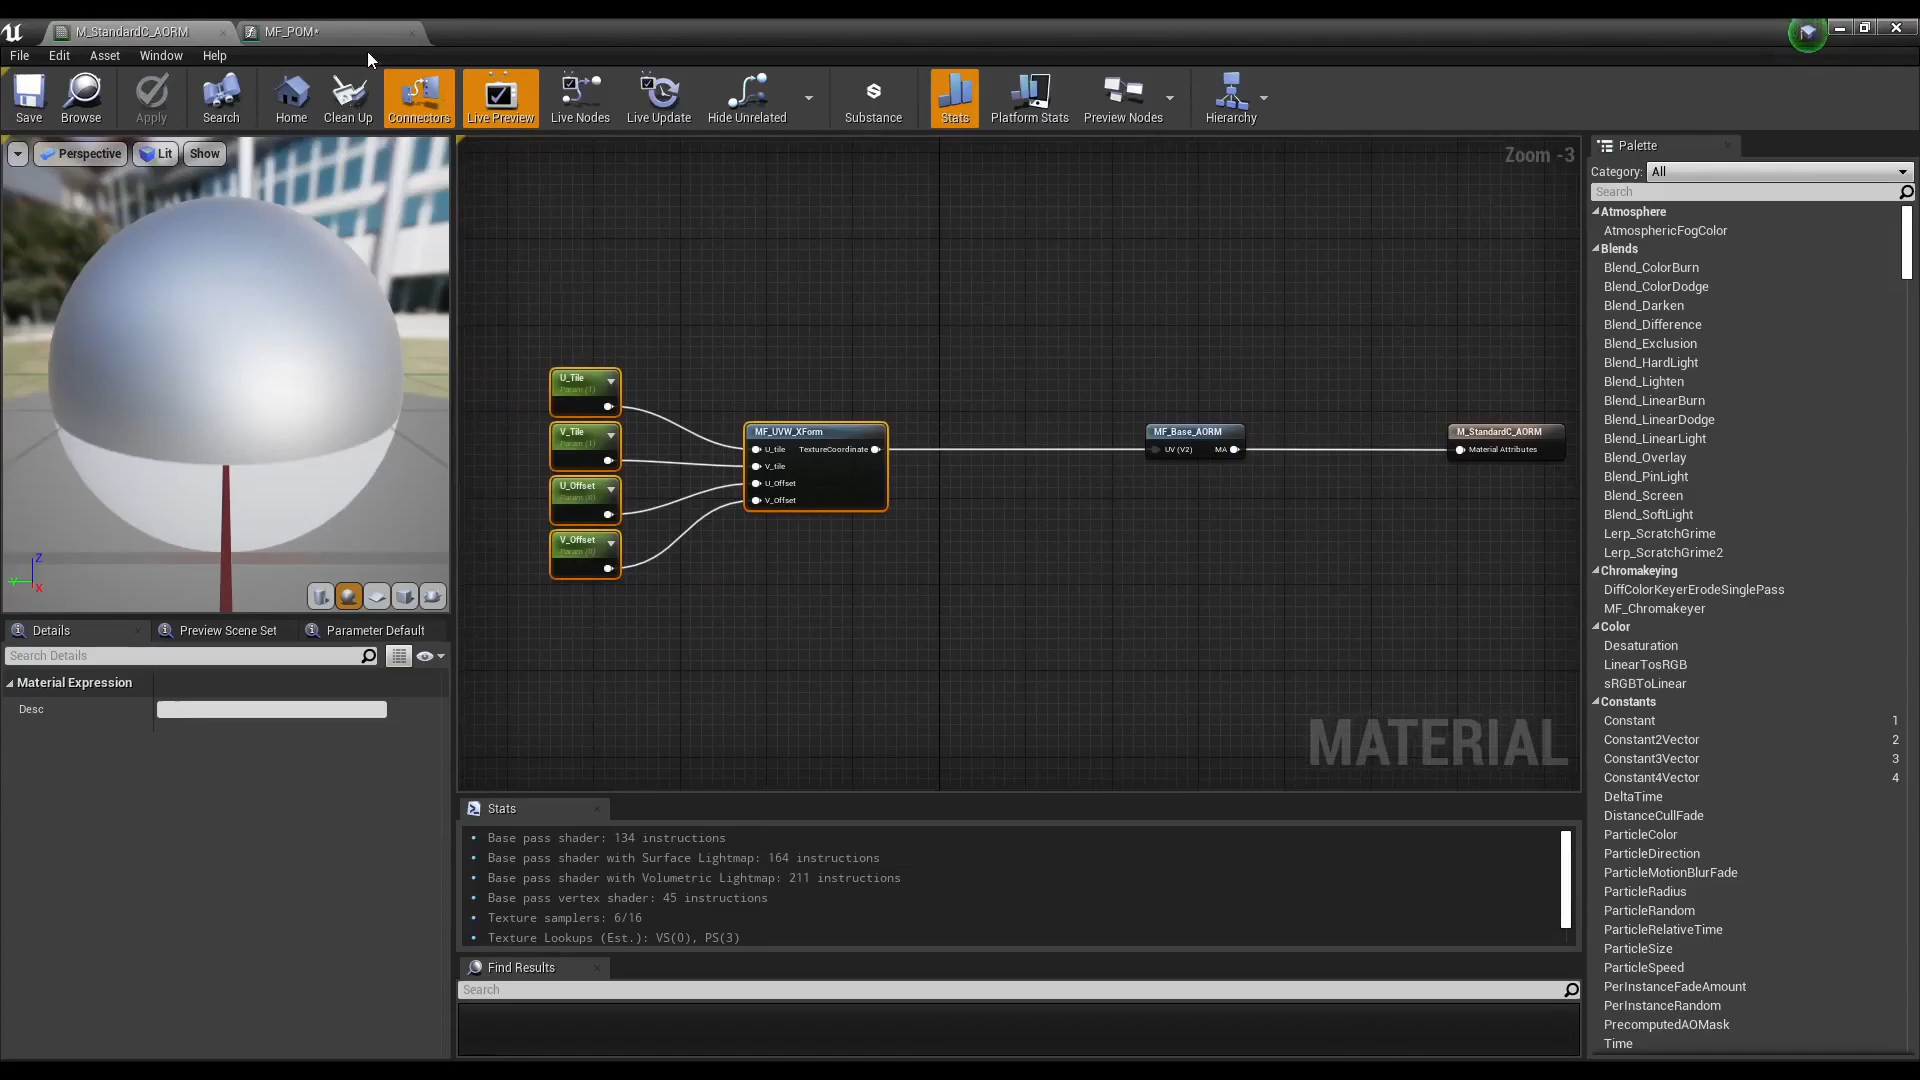 M_StandardC_AORM
MF_POM*
File Edit Asset Window Help
Save Browse Apply Search Home Clean Up Connectors Live Preview Live Nodes Live Update Hide Unrelated Substance Stats Platform Stats Preview Nodes Hierarchy
Perspective Lit Show
Zoom -3
U_Tile
Param (1)
V_Tile
Param (1)
U_Offset
Param (0)
V_Offset
Param (0)
MF_UVW_XForm
U_tile TextureCoordinate
V_tile
U_Offset
V_Offset
MF_Base_AORM
UV (V2) MA
M_StandardC_AORM
Material Attributes
MATERIAL
Z
Y
X
Details Preview Scene Set Parameter Default
Search Details
Material Expression
Desc
Stats
Base pass shader: 134 instructions
Base pass shader with Surface Lightmap: 164 instructions
Base pass shader with Volumetric Lightmap: 211 instructions
Base pass vertex shader: 45 instructions
Texture samplers: 6/16
Texture Lookups (Est.): VS(0), PS(3)
Find Results
Search
Palette
Category: All
Search
Atmosphere
AtmosphericFogColor
Blends
Blend_ColorBurn
Blend_ColorDodge
Blend_Darken
Blend_Difference
Blend_Exclusion
Blend_HardLight
Blend_Lighten
Blend_LinearBurn
Blend_LinearDodge
Blend_LinearLight
Blend_Overlay
Blend_PinLight
Blend_Screen
Blend_SoftLight
Lerp_ScratchGrime
Lerp_ScratchGrime2
Chromakeying
DiffColorKeyerErodeSinglePass
MF_Chromakeyer
Color
Desaturation
LinearTosRGB
sRGBToLinear
Constants
Constant 1
Constant2Vector 2
Constant3Vector 3
Constant4Vector 4
DeltaTime
DistanceCullFade
ParticleColor
ParticleDirection
ParticleMotionBlurFade
ParticleRadius
ParticleRandom
ParticleRelativeTime
ParticleSize
ParticleSpeed
PerInstanceFadeAmount
PerInstanceRandom
PrecomputedAOMask
Time